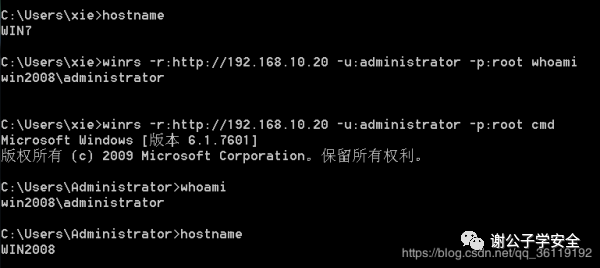 C:\Users\xie>hostname
WIN7
C:\Users\xie>winrs -r:http://192.168.10.20 -u:administrator -p:root whoami
win2008\administrator
C:\Users\xie>winrs -r:http://192.168.10.20 -u:administrator -p:root cmd
Microsoft Windows [版本 6.1.7601]
版权所有 (c) 2009 Microsoft Corporation。保留所有权利。
C:\Users\Administrator>whoami
win2008\administrator
C:\Users\Administrator>hostname
WIN2008
谢公子学安全
https://blog.csdn.net/qq_36119192